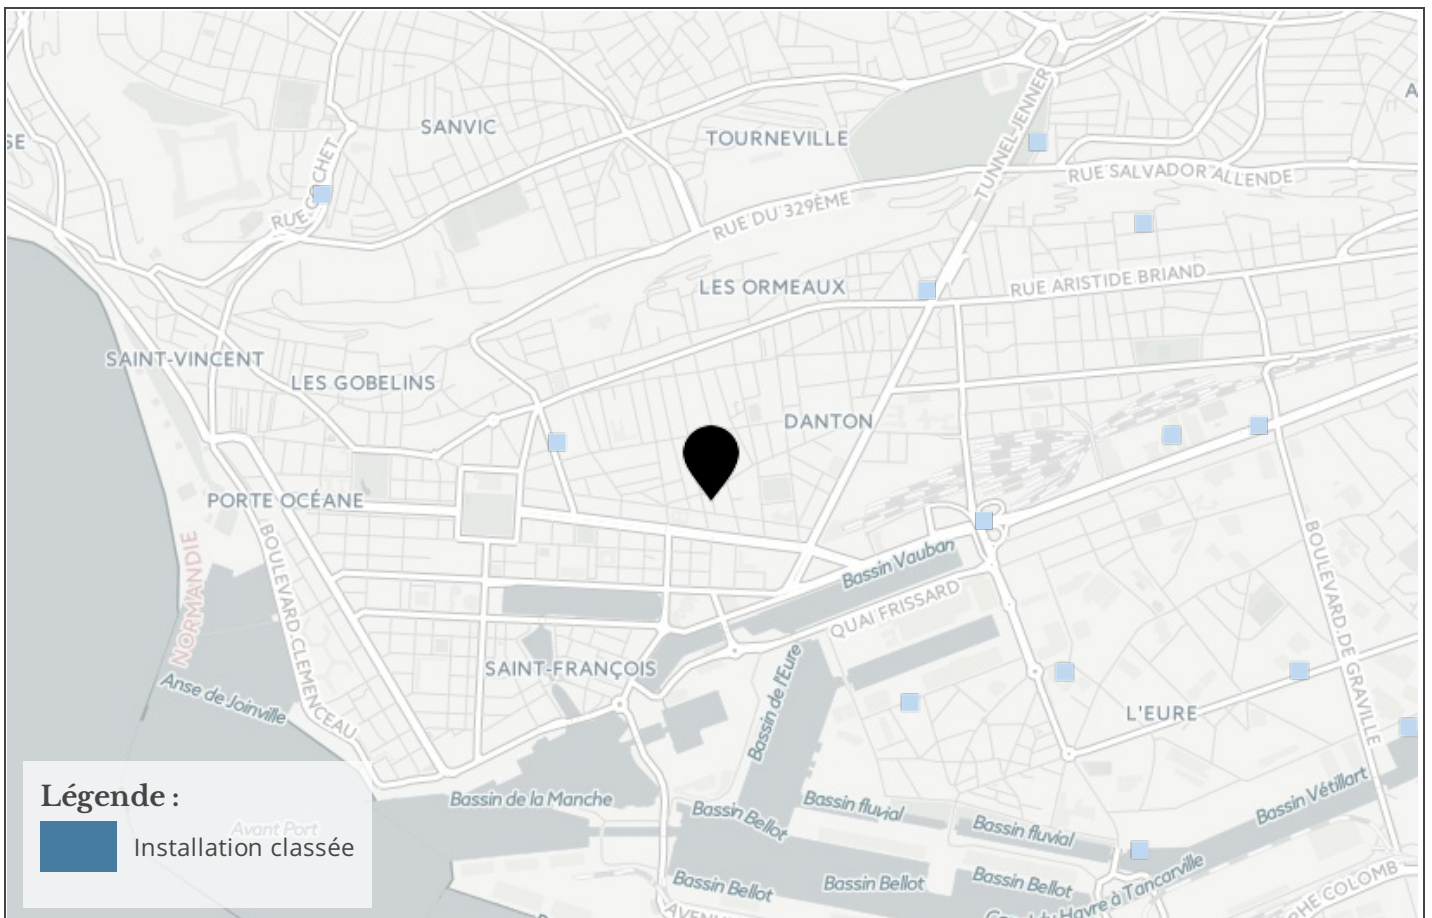 SANVIC
TOURNEVILLE
TUNNEL JENNER
SE
RUE COCHET
RUE SALVADOR ALLENDE
RUE DU 329ÈME
LES ORMEAUX
RUE ARISTIDE BRIAND
SAINT-VINCENT
LES GOBELINS
DANTON
PORTE OCÉANE
NORMANDIE
BOULEVARD CLEMENCEAU
Bassin Vauban
QUAI FRISSARD
BOULEVARD DE GRAVILLE
SAINT-FRANÇOIS
Anse de Joinville
Bassin de l'Eure
L'EURE
Bassin de la Manche
Bassin Bellot
Bassin fluvial
Bassin fluvial
Bassin Vétillart
Légende :
Avant Port
Installation classée
Bassin Bellot
Bassin Bellot
Bassin Bellot
Canal du Havre à Tancarville